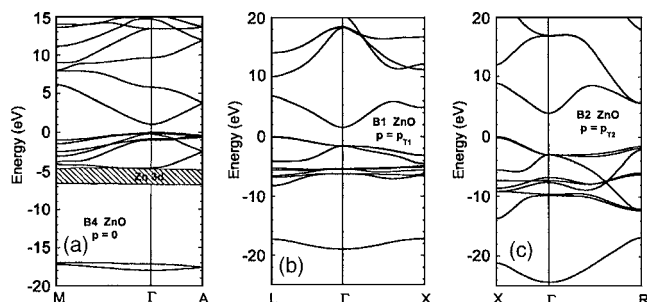 15
10
5
0
-5
-10
-15
-20
Energy (eV)
Zn 3d
B4 ZnO
p = 0
(a)
M Γ A
20
10
0
-10
-20
Energy (eV)
B1 ZnO
p = pT1
(b)
L Γ X
20
10
0
-10
-20
Energy (eV)
B2 ZnO
p = pT2
(c)
X Γ R